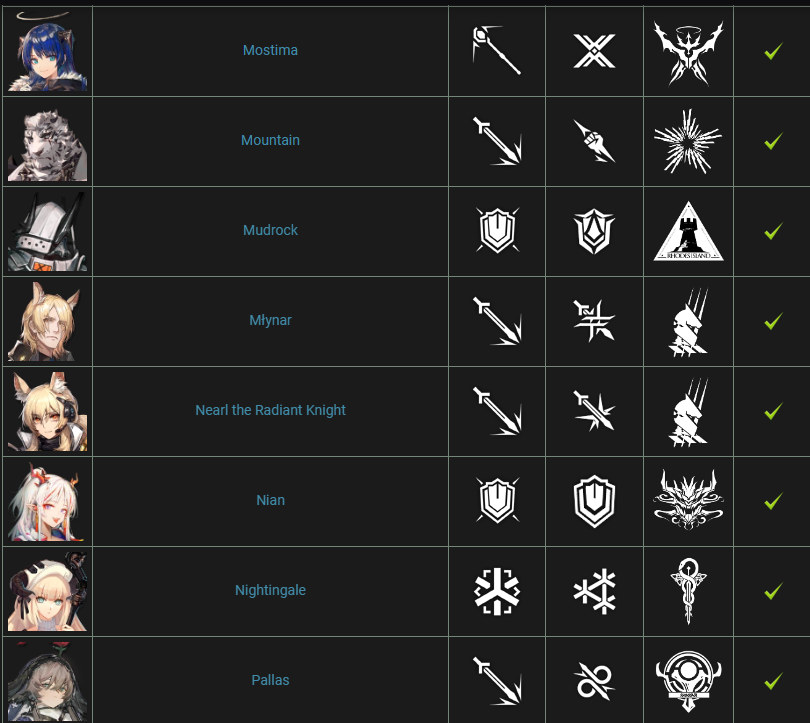 Mostima
Mountain
Mudrock
RHODES ISLAND
Młynar
Nearl the Radiant Knight
Nian
Nightingale
Pallas